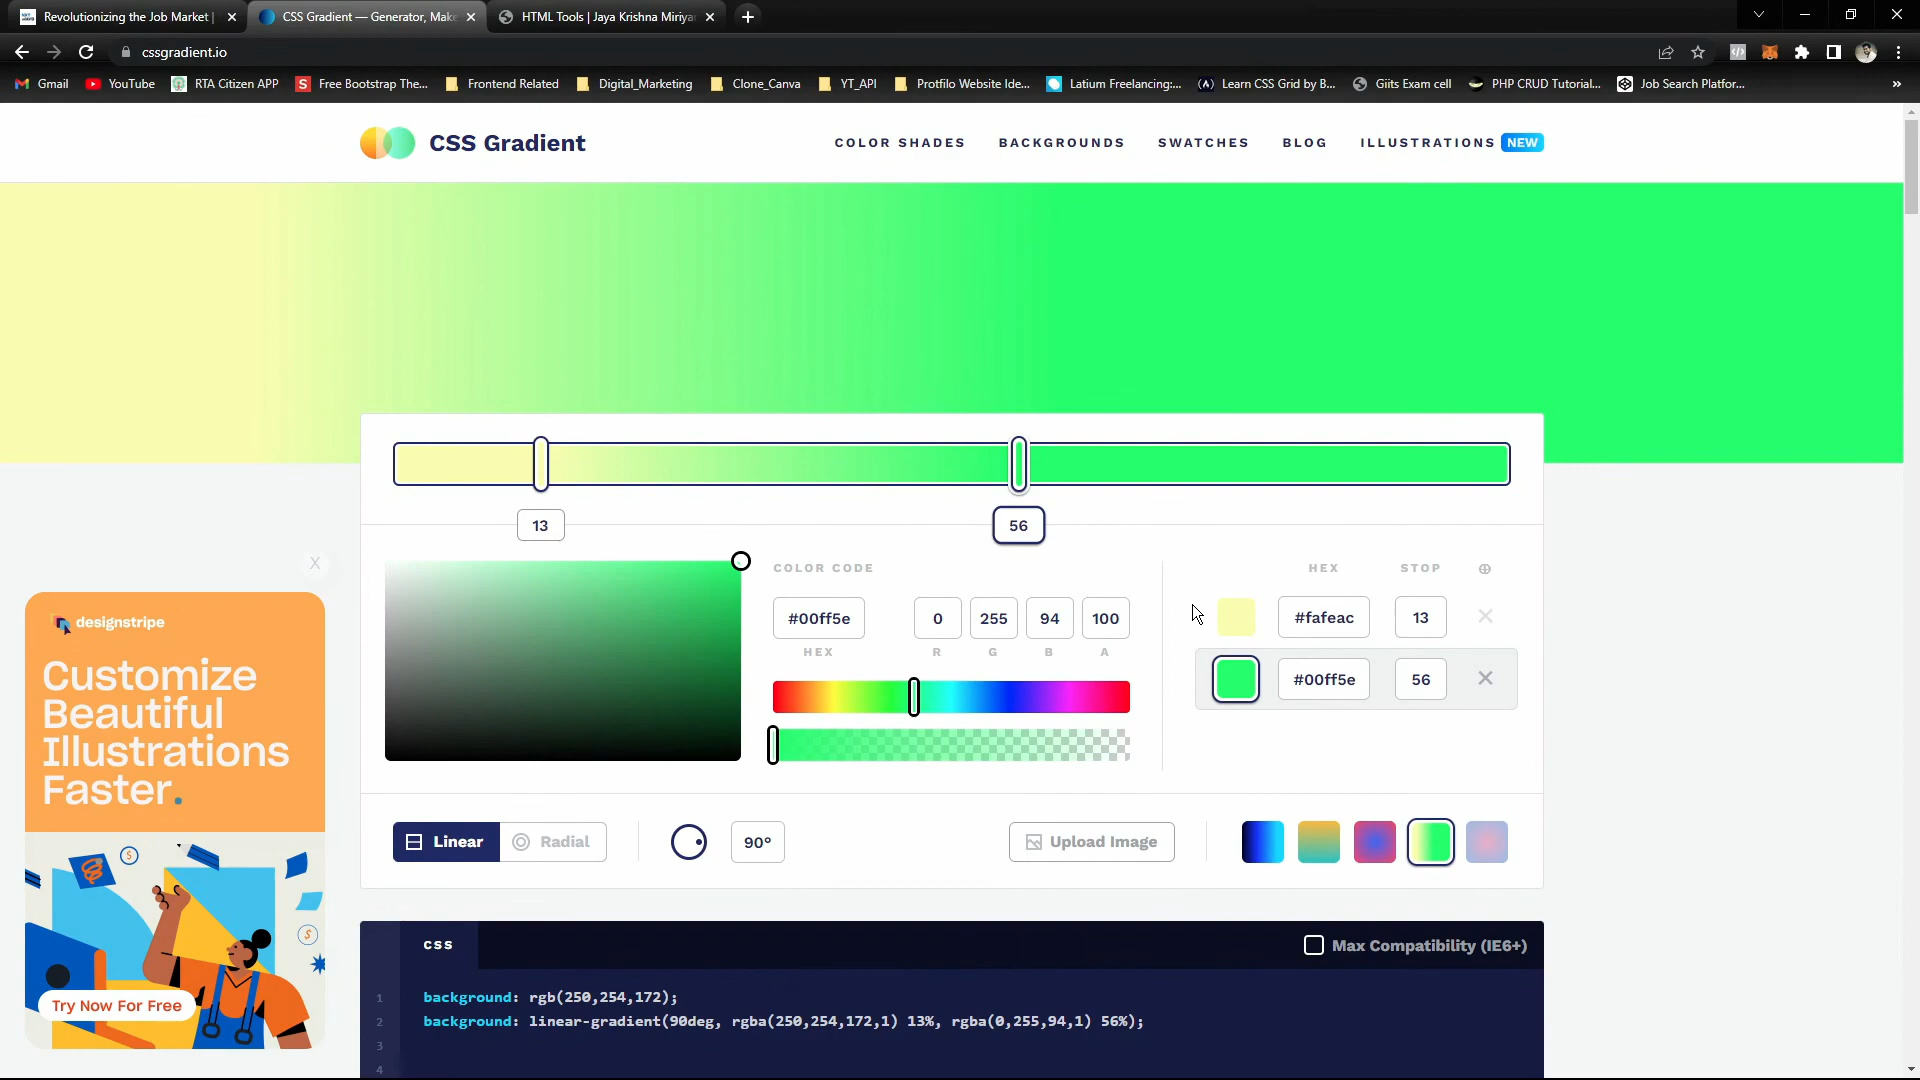 Revolutionizing the Job Market |
CSS Gradient — Generator, Make
HTML Tools | Jaya Krishna Miriya
cssgradient.io
Gmail
YouTube
RTA Citizen APP
Free Bootstrap The...
Frontend Related
Digital_Marketing
Clone_Canva
YT_API
Protfilo Website Ide...
Latium Freelancing:...
Learn CSS Grid by B...
Giits Exam cell
PHP CRUD Tutorial...
Job Search Platfor...
»
CSS Gradient
COLOR SHADES
BACKGROUNDS
SWATCHES
BLOG
ILLUSTRATIONS NEW
13
56
COLOR CODE
#00ff5e 0 255 94 100
HEX R G B A
HEX STOP
#fafeac 13
#00ff5e 56
Linear
Radial
90°
Upload Image
X
designstripe
Customize
Beautiful
Illustrations
Faster.
Try Now For Free
CSS
Max Compatibility (IE6+)
1 background: rgb(250,254,172);
2 background: linear-gradient(90deg, rgba(250,254,172,1) 13%, rgba(0,255,94,1) 56%);
3
4